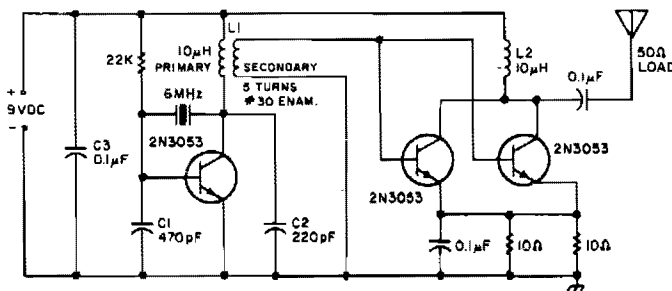 L1
22K
10µH
PRIMARY
SECONDARY
5 TURNS
#30 ENAM.
6MHz
+
9VDC
-
C3
0.1µF
2N3053
C1
470pF
C2
220pF
L2
10µH
0.1µF
50Ω
LOAD
2N3053
2N3053
0.1µF
10Ω
10Ω